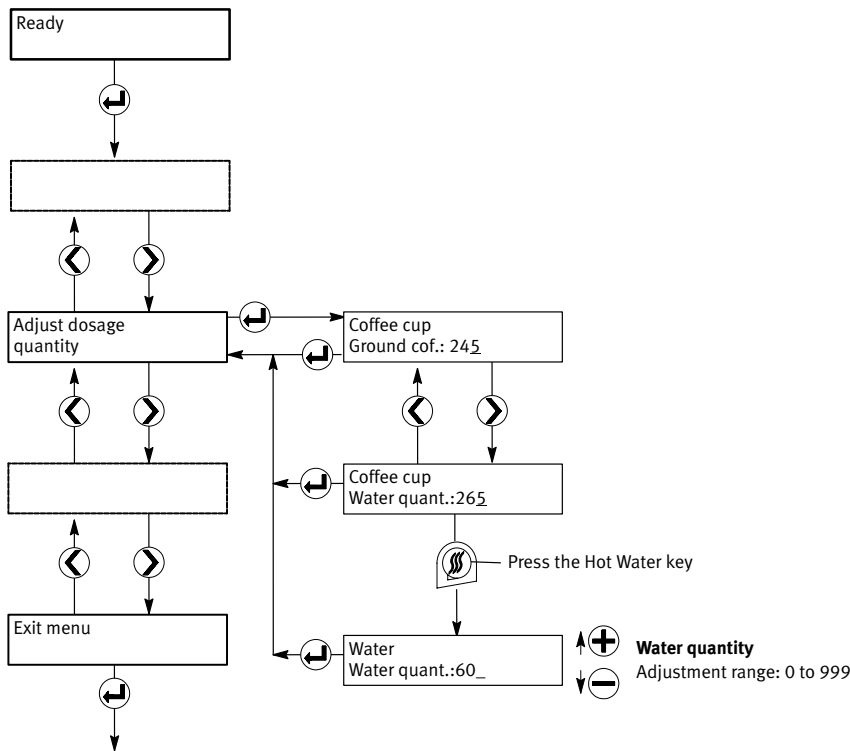 Ready
Adjust dosage
quantity
Coffee cup
Ground cof.: 245
Coffee cup
Water quant.:265
Press the Hot Water key
Exit menu
Water
Water quant.:60_
Water quantity
Adjustment range: 0 to 999